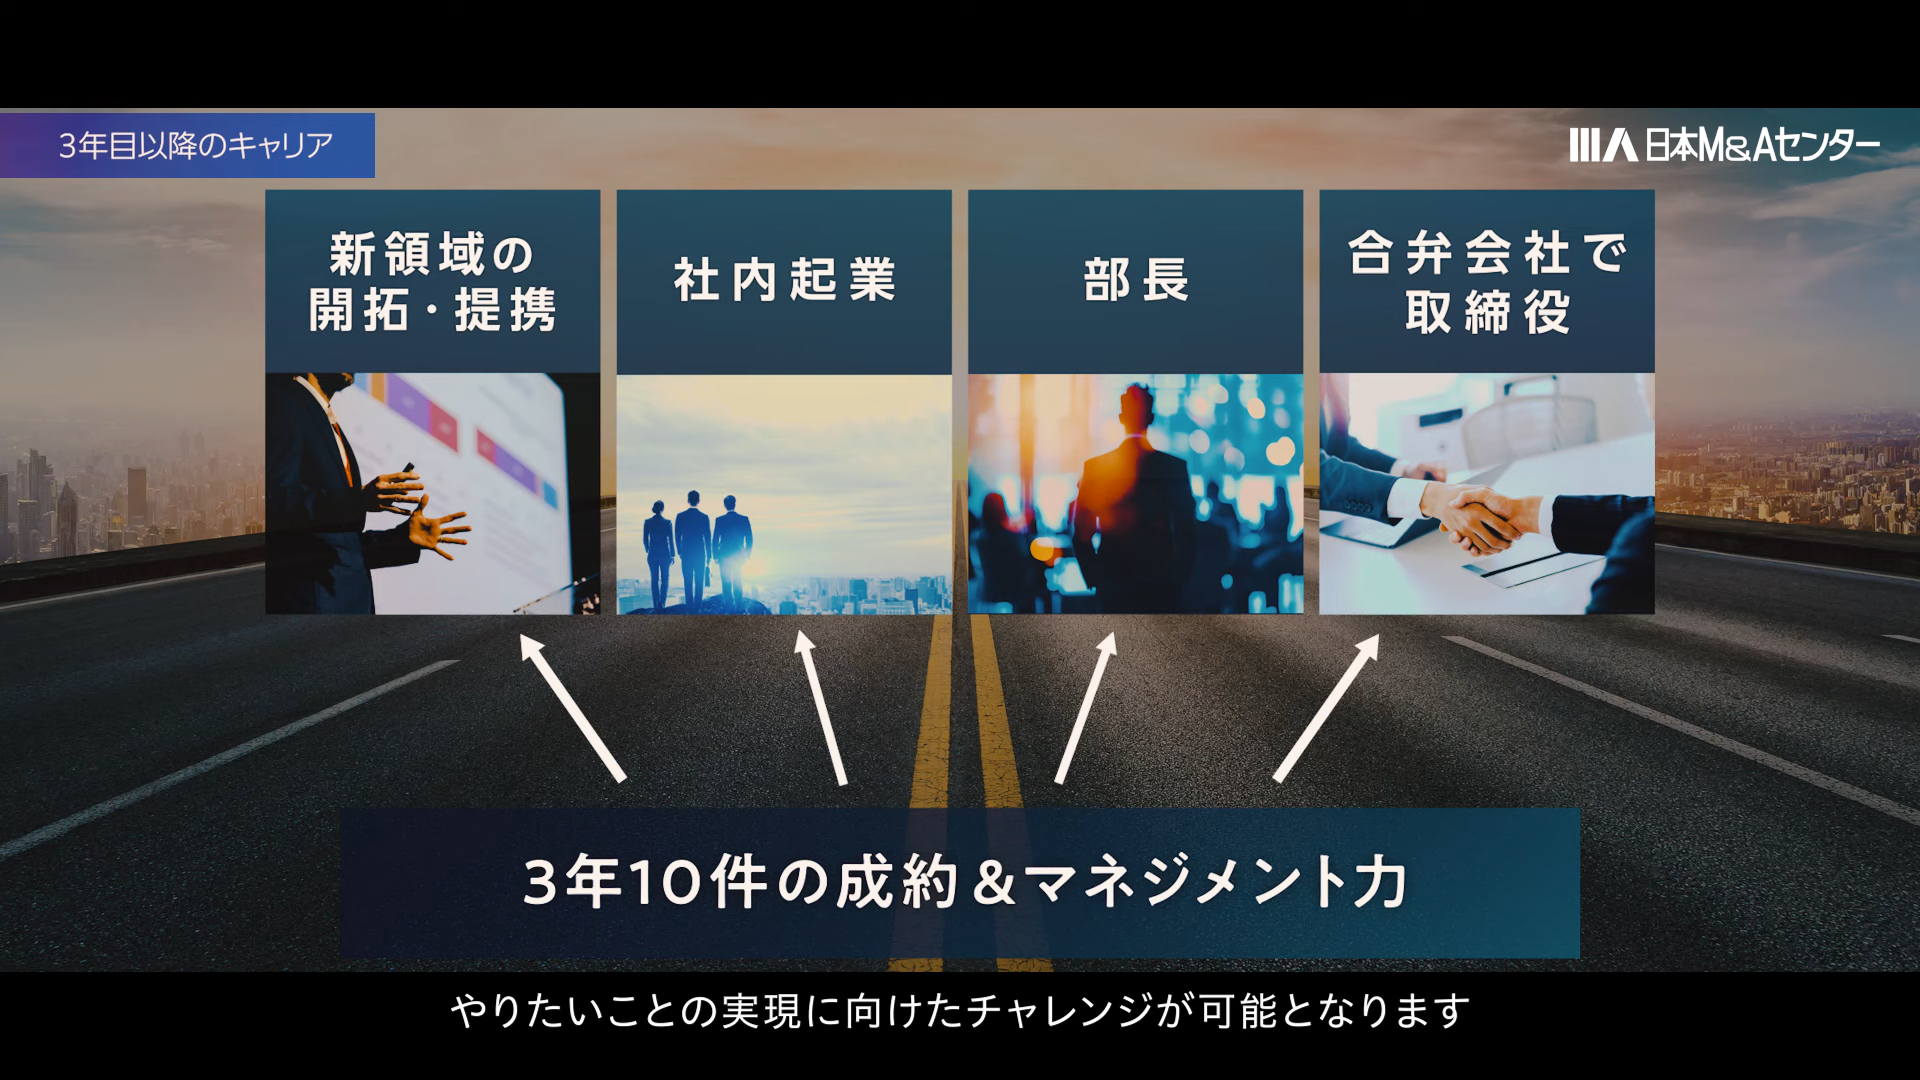 3年目以降のキャリア
日本M&Aセンター
新領域の
開拓・提携
社内起業
部長
合弁会社で
取締役
3年10件の成約&マネジメント力
やりたいことの実現に向けたチャレンジが可能となります